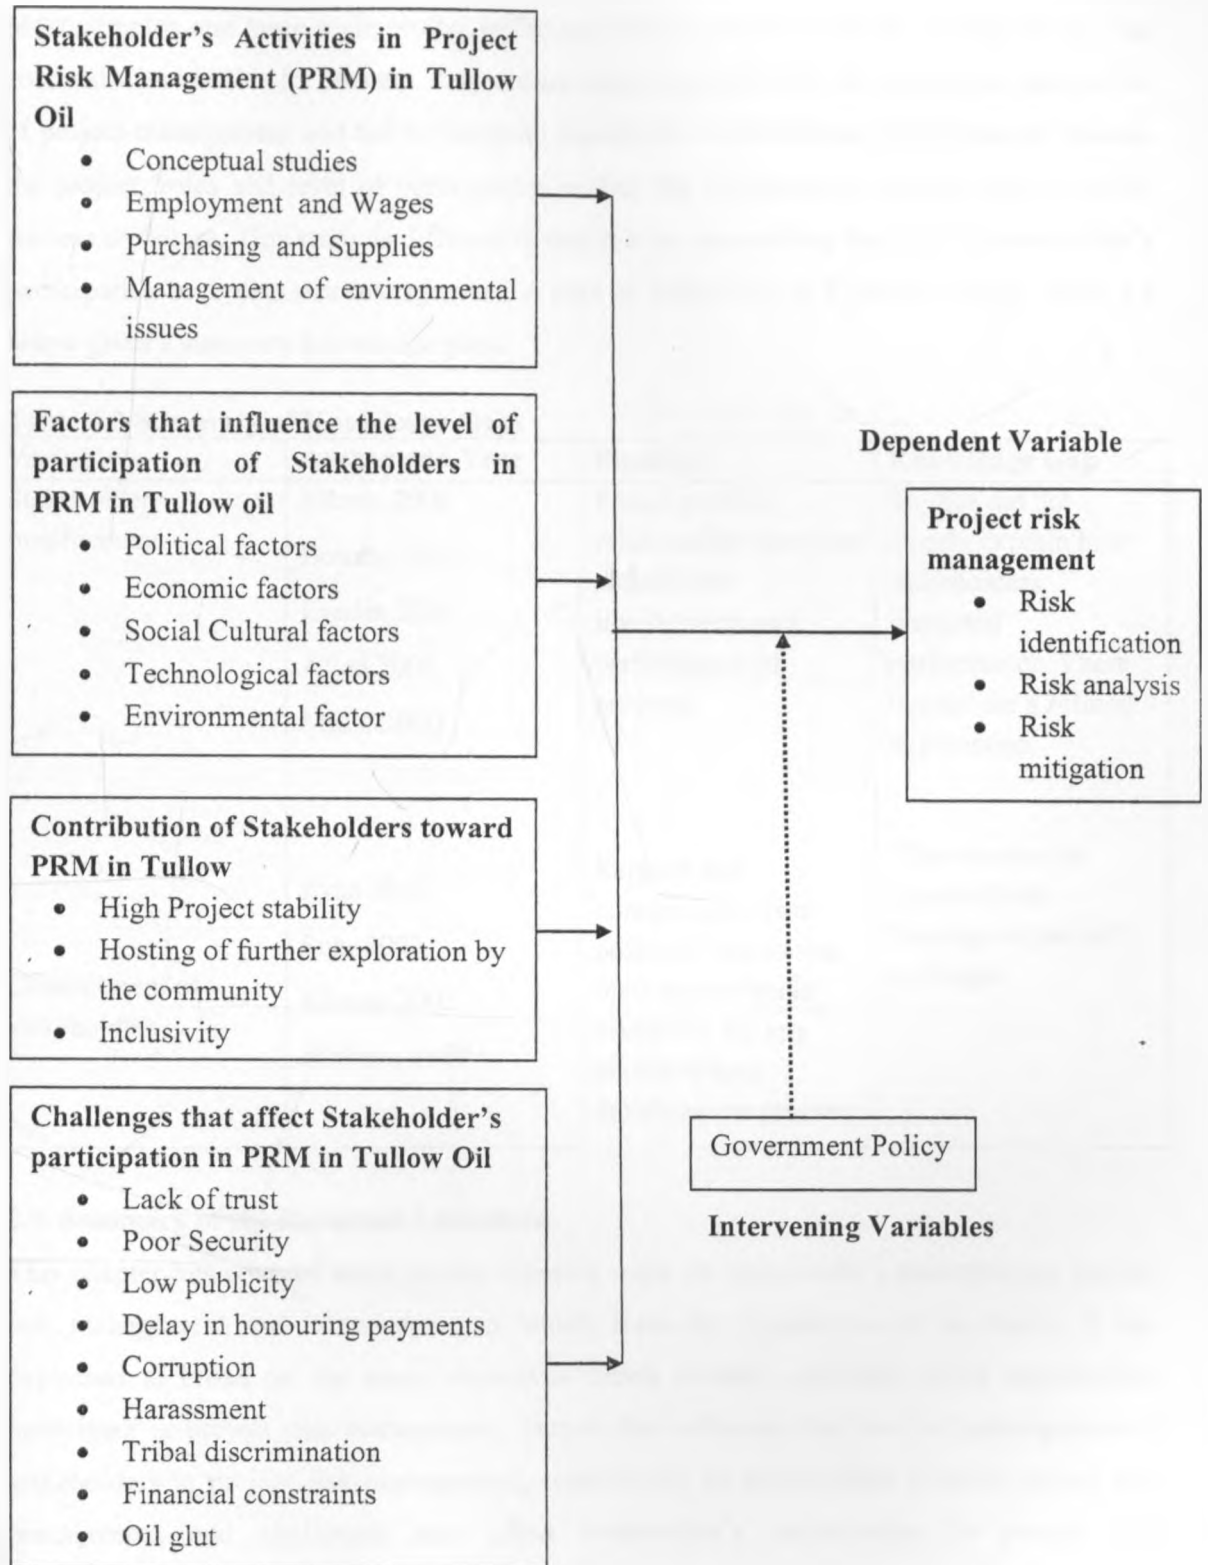 Stakeholder's Activities in Project
Risk Management (PRM) in Tullow
Oil
• Conceptual studies
• Employment and Wages
• Purchasing and Supplies
• Management of environmental
issues
Factors that influence the level of
participation of Stakeholders in
PRM in Tullow oil
• Political factors
• Economic factors
• Social Cultural factors
• Technological factors
• Environmental factor
Contribution of Stakeholders toward
PRM in Tullow
• High Project stability
• Hosting of further exploration by
the community
• Inclusivity
Challenges that affect Stakeholder's
participation in PRM in Tullow Oil
• Lack of trust
• Poor Security
• Low publicity
• Delay in honouring payments
• Corruption
• Harassment
• Tribal discrimination
• Financial constraints
• Oil glut
Dependent Variable
Project risk
management
• Risk
identification
• Risk analysis
• Risk
mitigation
Government Policy
Intervening Variables